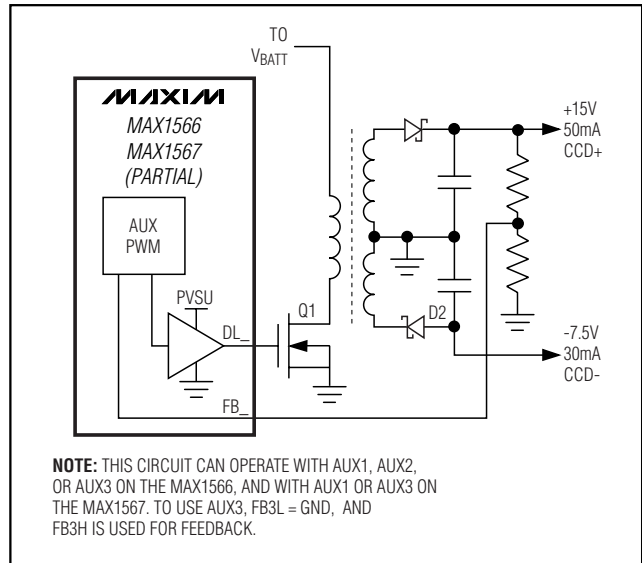 TO
VBATT
MAXIM
MAX1566
MAX1567
(PARTIAL)
AUX
PWM
PVSU
DL_
FB_
Q1
D2
+15V
50mA
CCD+
-7.5V
30mA
CCD-
NOTE: THIS CIRCUIT CAN OPERATE WITH AUX1, AUX2,
OR AUX3 ON THE MAX1566, AND WITH AUX1 OR AUX3 ON
THE MAX1567. TO USE AUX3, FB3L = GND, AND
FB3H IS USED FOR FEEDBACK.